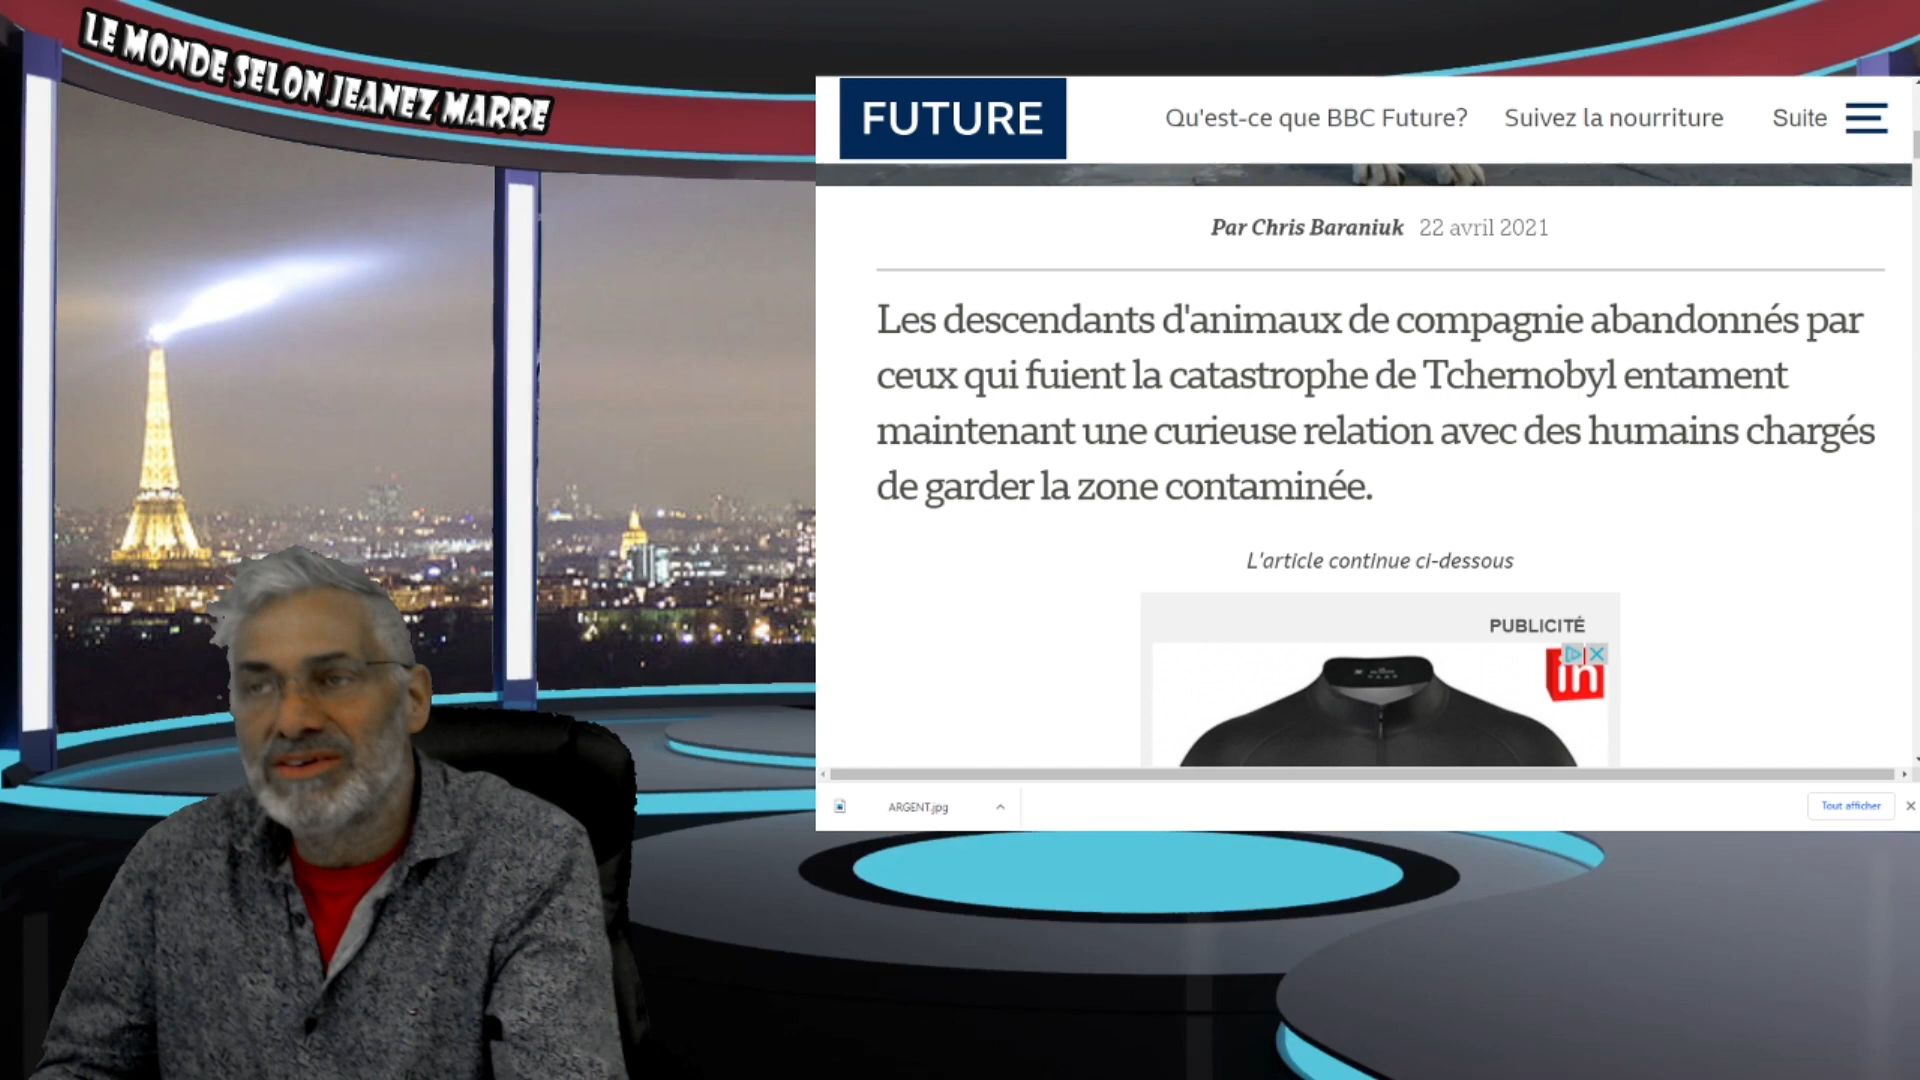 LE MONDE SELON JEANEZ MARRE
FUTURE
Qu'est-ce que BBC Future? Suivez la nourriture Suite
Par Chris Baraniuk 22 avril 2021
Les descendants d'animaux de compagnie abandonnés par
ceux qui fuient la catastrophe de Tchernobyl entament
maintenant une curieuse relation avec des humains chargés
de garder la zone contaminée.
L'article continue ci-dessous
PUBLICITÉ
in
ARGENT.jpg
Tout afficher